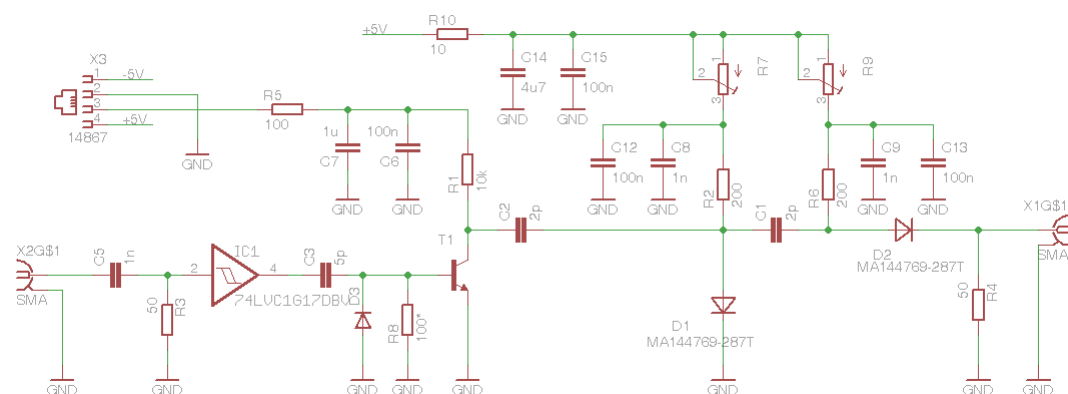 +5V
R10
10
C14
4u7
GND
C15
100n
GND
1
2
3
R7
1
2
3
R9
X3
1
2
3
4
-5V
+5V
14867
GND
R5
100
1u
C7
GND
100n
C6
GND
R1
10k
C12
100n
GND
C8
1n
GND
R2
200
R6
200
C9
1n
GND
C13
100n
GND
C2
2p
C1
2p
X1G$1
SMA
X2G$1
SMA
GND
C5
1n
50
R3
GND
2
IC1
4
74LVC1G17DBV
C3
5p
D3
GND
R8
100*
GND
T1
GND
D1
MA144769-287T
GND
D2
MA144769-287T
50
R4
GND
GND